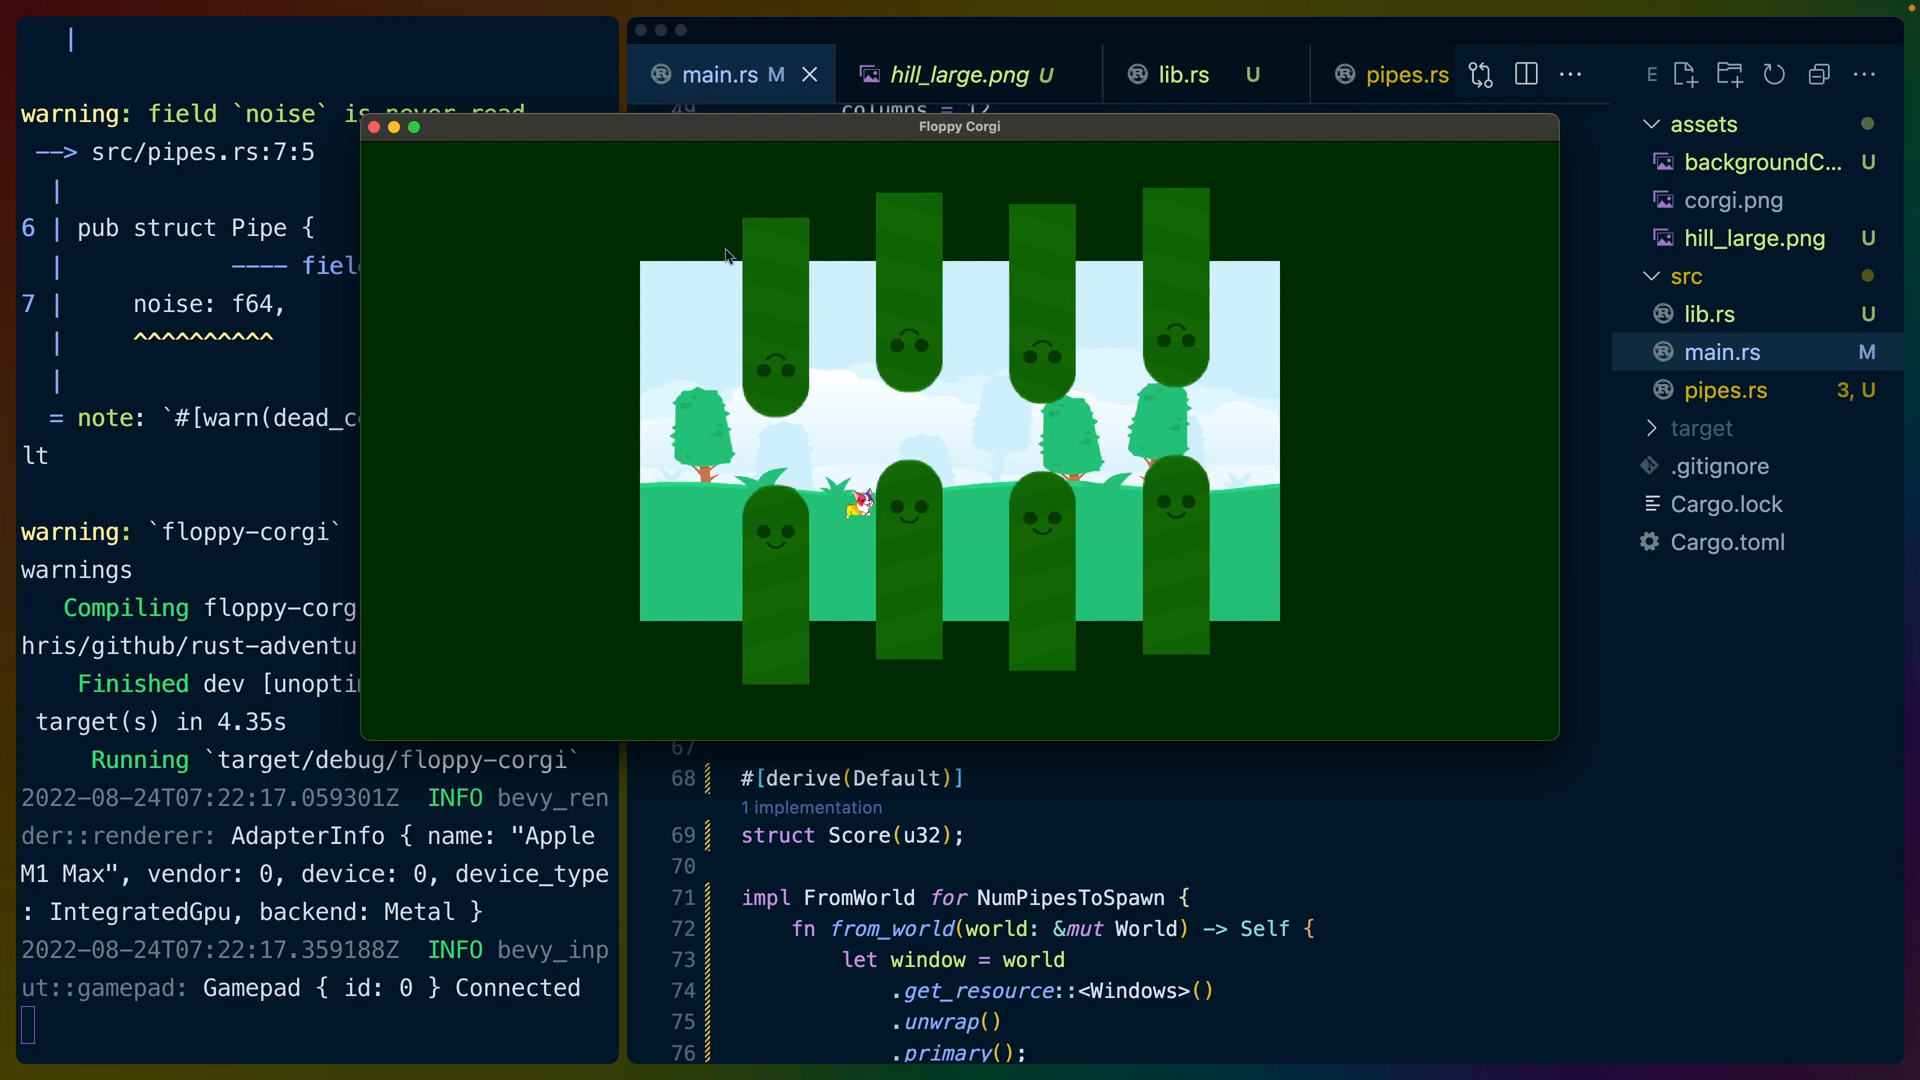 |
warning: field `noise` is never read
--> src/pipes.rs:7:5
|
6 | pub struct Pipe {
| ----
7 | noise: f64,
| ^^^^^^^^^^
|
= note: `#[warn(dead_
lt
warning: `floppy-corgi`
warnings
Compiling floppy-corg
hris/github/rust-adventu
Finished dev
target(s) in 4.35s
Running `target/debug/floppy-corgi`
2022-08-24T07:22:17.059301Z INFO bevy_ren
der::renderer: AdapterInfo { name: "Apple
M1 Max", vendor: 0, device: 0, device_type
: IntegratedGpu, backend: Metal }
2022-08-24T07:22:17.359188Z INFO bevy_inp
ut::gamepad: Gamepad { id: 0 } Connected
main.rs M
hill_large.png U
lib.rs U
pipes.rs
49 columns = 12
Floppy Corgi
67
68 #[derive(Default)]
1 implementation
69 struct Score(u32);
70
71 impl FromWorld for NumPipesToSpawn {
72 fn from_world(world: &mut World) -> Self {
73 let window = world
74 .get_resource::<Windows>()
75 .unwrap()
76 .primary();
E
assets
backgroundC... U
corgi.png
hill_large.png U
src
lib.rs U
main.rs M
pipes.rs 3, U
target
.gitignore
Cargo.lock
Cargo.toml